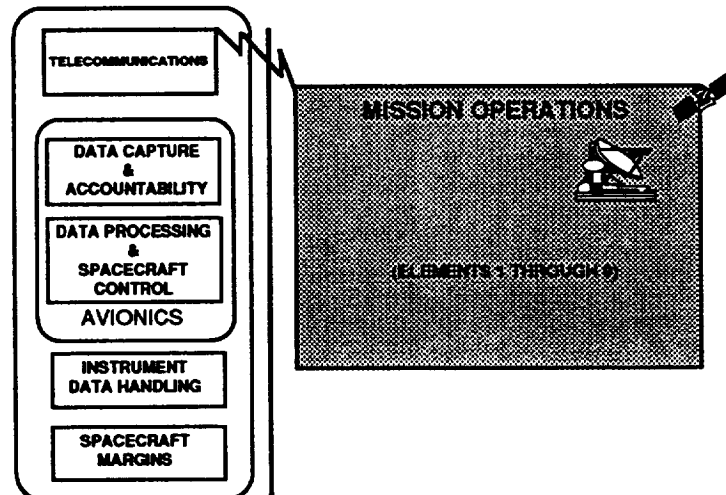 TELECOMMUNICATIONS
DATA CAPTURE
&
ACCOUNTABILITY
DATA PROCESSING
&
SPACECRAFT
CONTROL
AVIONICS
INSTRUMENT
DATA HANDLING
SPACECRAFT
MARGINS
MISSION OPERATIONS
(ELEMENTS 1 THROUGH